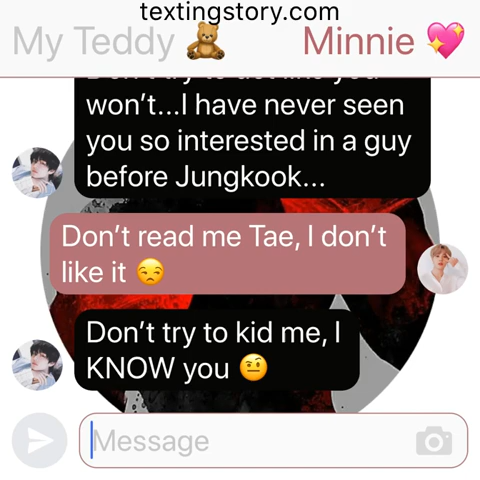 textingstory.com
My Teddy 🧸 Minnie 💖
won't...I have never seen
you so interested in a guy
before Jungkook...
Don't read me Tae, I don't
like it 😒
Don't try to kid me, I
KNOW you 🤨
Message